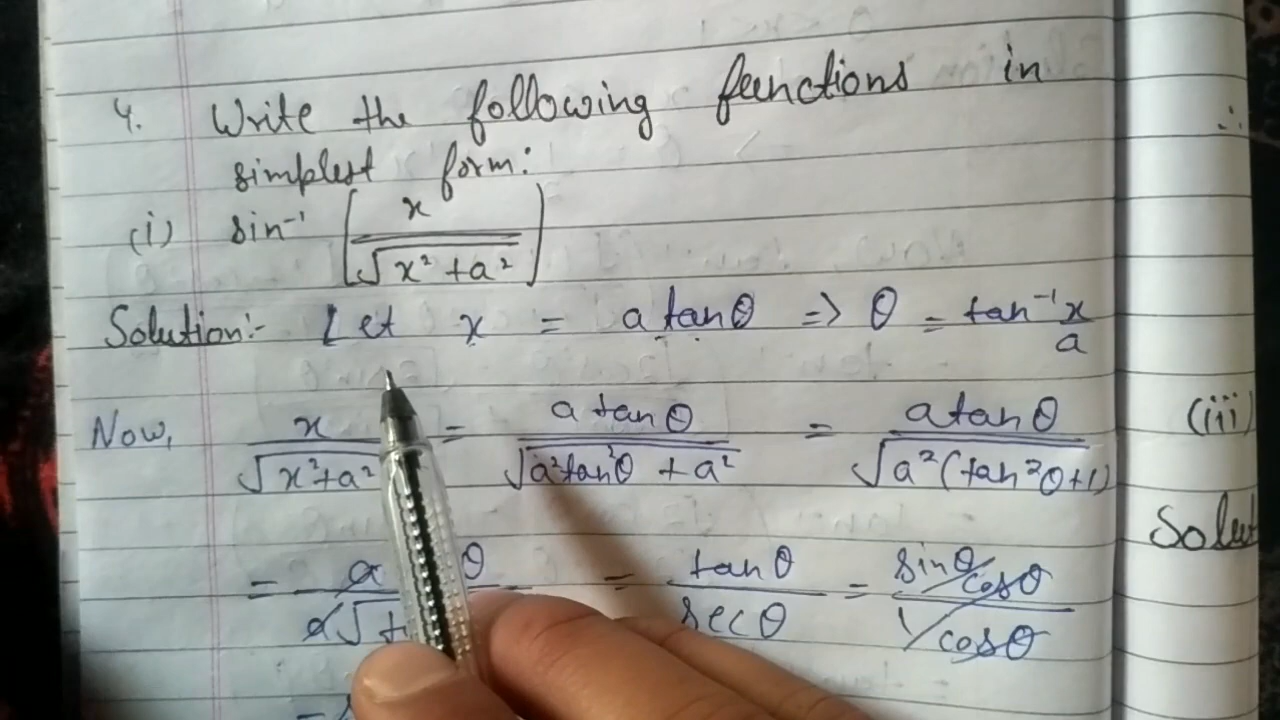 4. Write the following functions in
simplest form:
(i) sin⁻¹ [x / √(x² + a²)]
Solution:- Let x = a tanθ => θ = tan⁻¹ x/a
Now, x / √(x²+a²) = a tanθ / √(a²tan²θ + a²) = a tanθ / √(a²(tan²θ+1)) (iii)
= a θ / a√ = tanθ / secθ = (sinθ/cosθ) / (1/cosθ)
∴